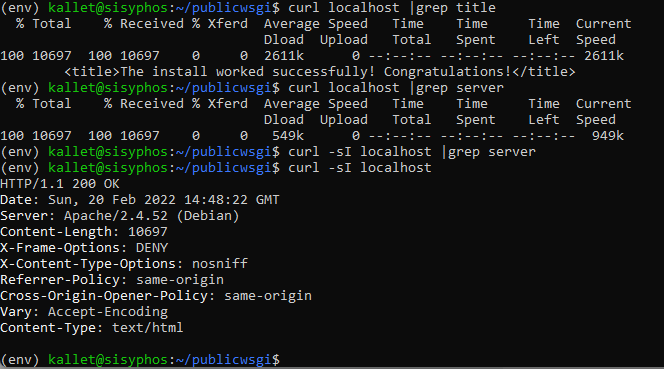 (env) kallet@sisyphos:~/publicwsgi$ curl localhost |grep title
  % Total    % Received % Xferd  Average Speed   Time    Time     Time  Current
                                 Dload  Upload   Total   Spent    Left  Speed
100 10697  100 10697    0     0  2611k      0 --:--:-- --:--:-- --:--:-- 2611k
        <title>The install worked successfully! Congratulations!</title>
(env) kallet@sisyphos:~/publicwsgi$ curl localhost |grep server
  % Total    % Received % Xferd  Average Speed   Time    Time     Time  Current
                                 Dload  Upload   Total   Spent    Left  Speed
100 10697  100 10697    0     0   549k      0 --:--:-- --:--:-- --:--:--  949k
(env) kallet@sisyphos:~/publicwsgi$ curl -sI localhost |grep server
(env) kallet@sisyphos:~/publicwsgi$ curl -sI localhost
HTTP/1.1 200 OK
Date: Sun, 20 Feb 2022 14:48:22 GMT
Server: Apache/2.4.52 (Debian)
Content-Length: 10697
X-Frame-Options: DENY
X-Content-Type-Options: nosniff
Referrer-Policy: same-origin
Cross-Origin-Opener-Policy: same-origin
Vary: Accept-Encoding
Content-Type: text/html

(env) kallet@sisyphos:~/publicwsgi$